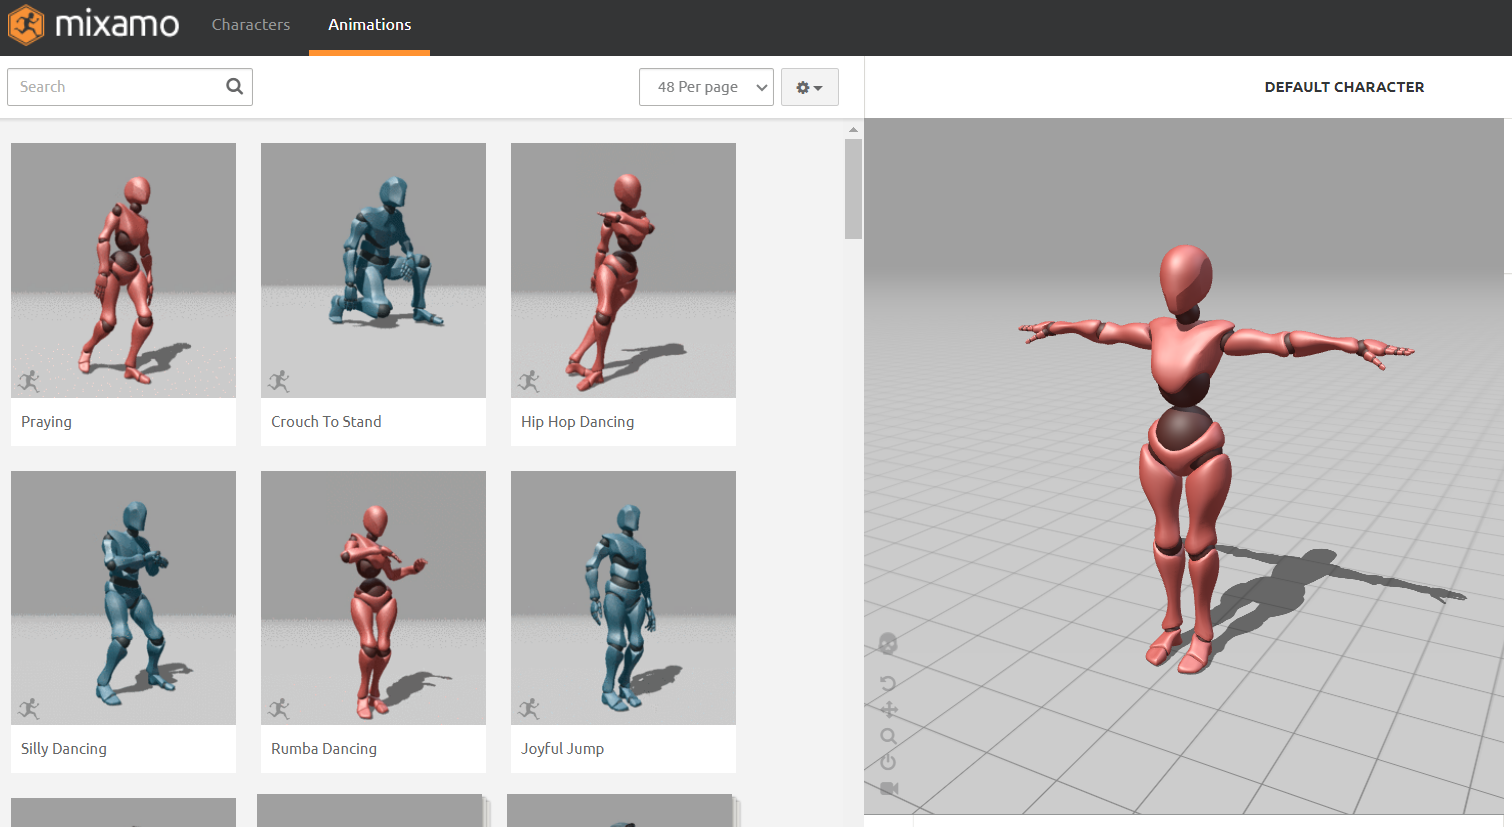 mixamo
Characters
Animations
Search
48 Per page
DEFAULT CHARACTER
Praying
Crouch To Stand
Hip Hop Dancing
Silly Dancing
Rumba Dancing
Joyful Jump